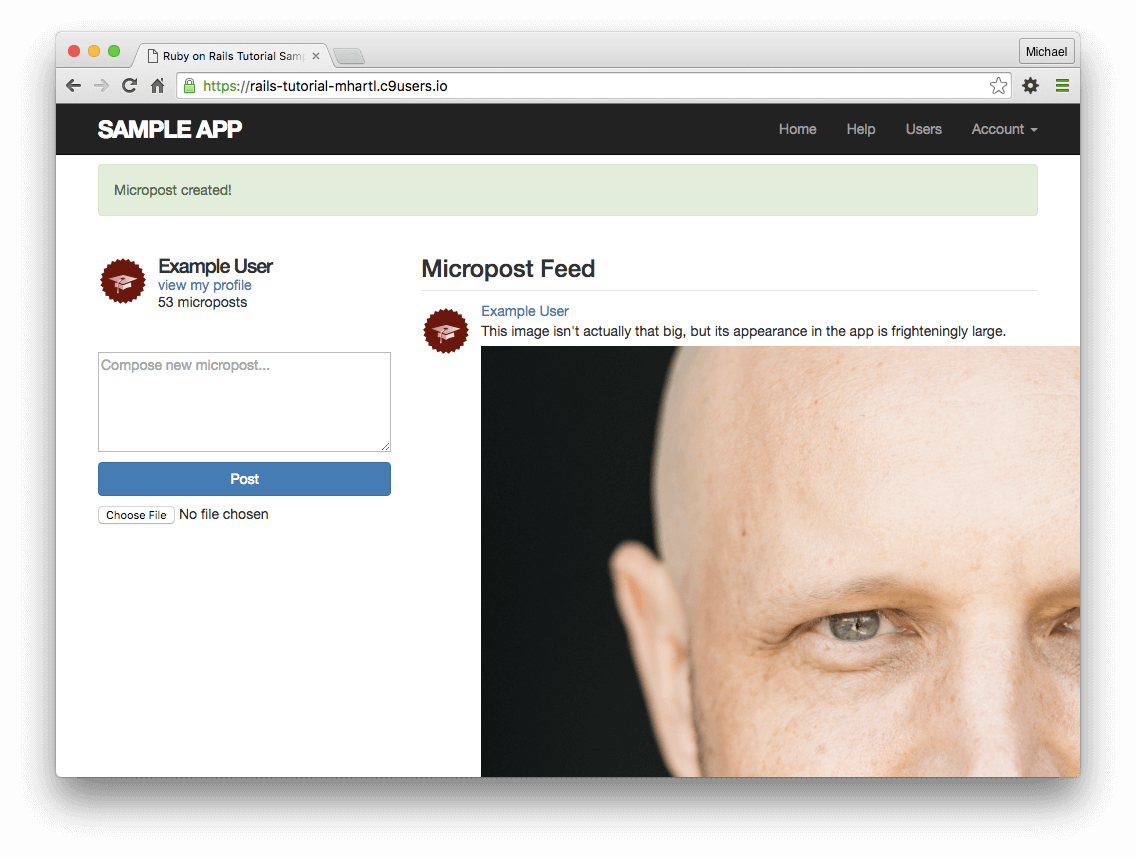 Ruby on Rails Tutorial Sam
Michael
https://rails-tutorial-mhartl.c9users.io
SAMPLE APP
Home
Help
Users
Account
Micropost created!
Example User
view my profile
53 microposts
Compose new micropost...
Post
Choose File No file chosen
Micropost Feed
Example User
This image isn't actually that big, but its appearance in the app is frighteningly large.